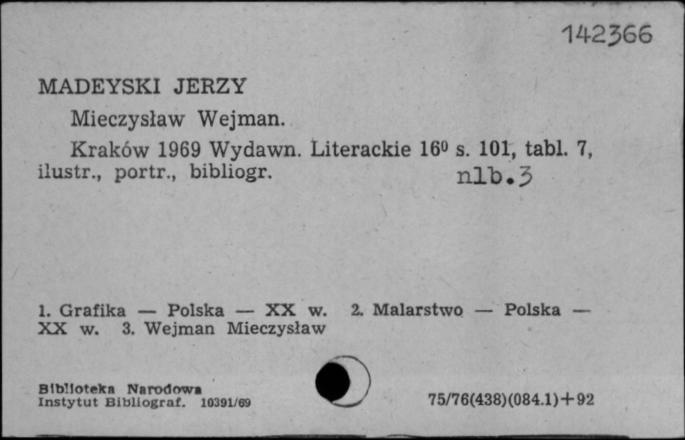 142366
MADEYSKI JERZY
Mieczysław Wejman.
Kraków 1969 Wydawn. Literackie 16⁰ s. 101, tabl. 7,
ilustr., portr., bibliogr.
nlb.3
1. Grafika — Polska — XX w. 2. Malarstwo — Polska —
XX w. 3. Wejman Mieczysław
Biblioteka Narodowa
Instytut Bibliograf. 10391/69
75/76(438)(084.1)+92